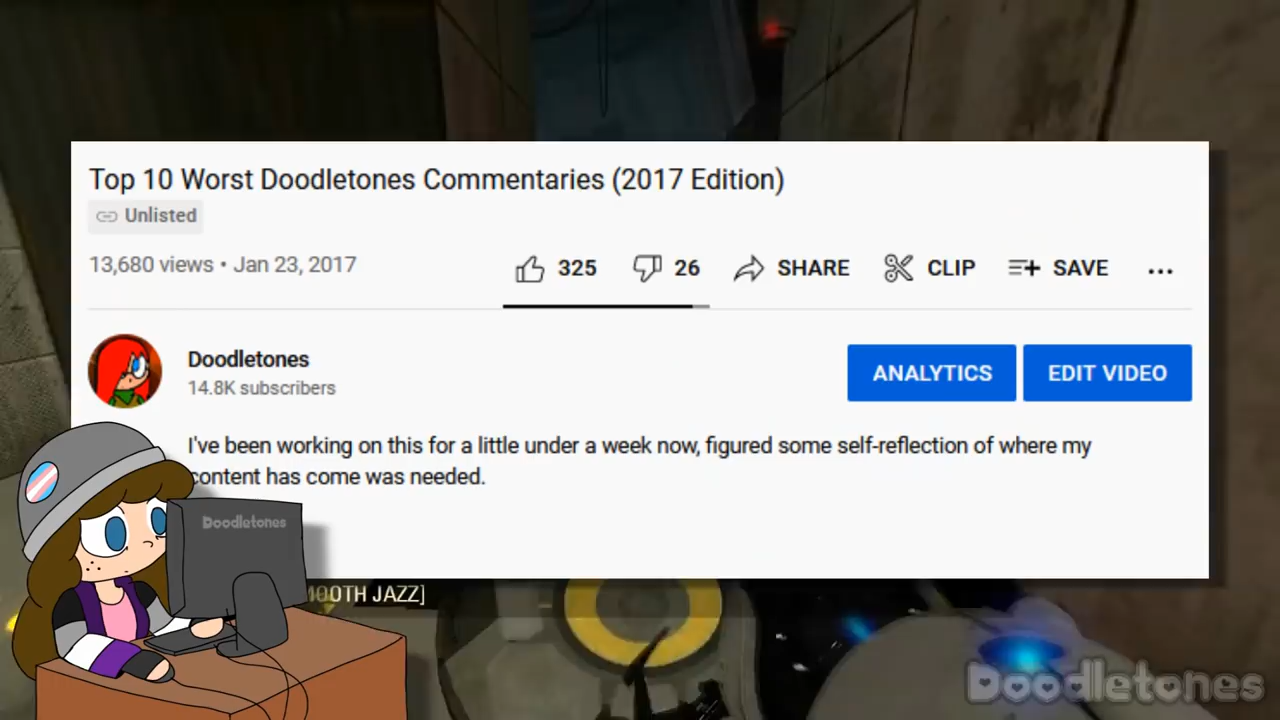 Top 10 Worst Doodletones Commentaries (2017 Edition)
Unlisted
13,680 views • Jan 23, 2017
325
26
SHARE
CLIP
SAVE
Doodletones
14.8K subscribers
ANALYTICS
EDIT VIDEO
I've been working on this for a little under a week now, figured some self-reflection of where my
content has come was needed.
Doodletones
JAZZ]
Doodletones